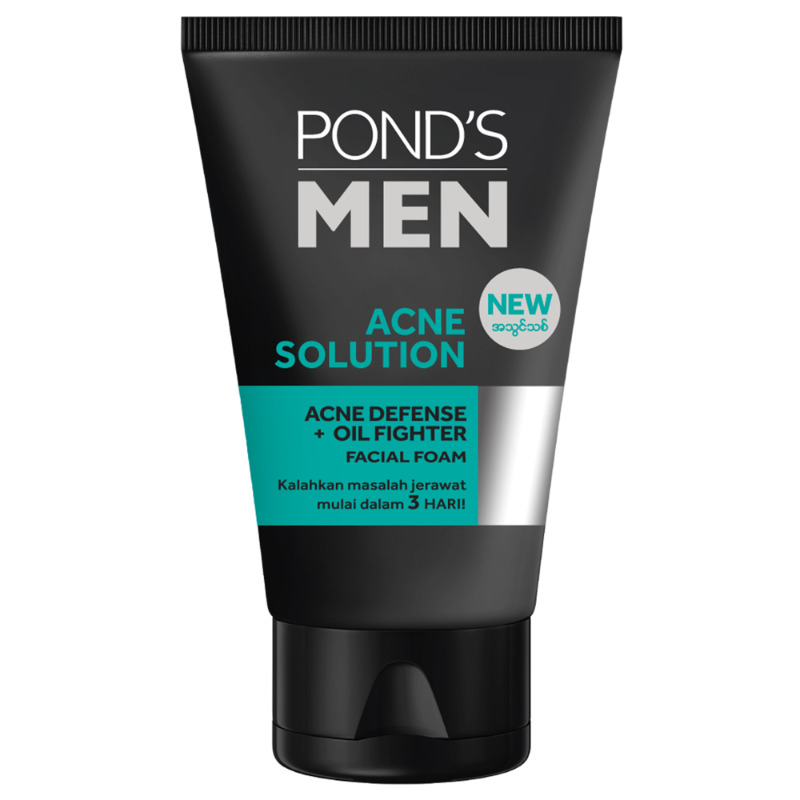 POND'S
MEN
ACNE
SOLUTION
NEW
အသွင်သစ်
ACNE DEFENSE
+ OIL FIGHTER
FACIAL FOAM
Kalahkan masalah jerawat
mulai dalam 3 HARI!